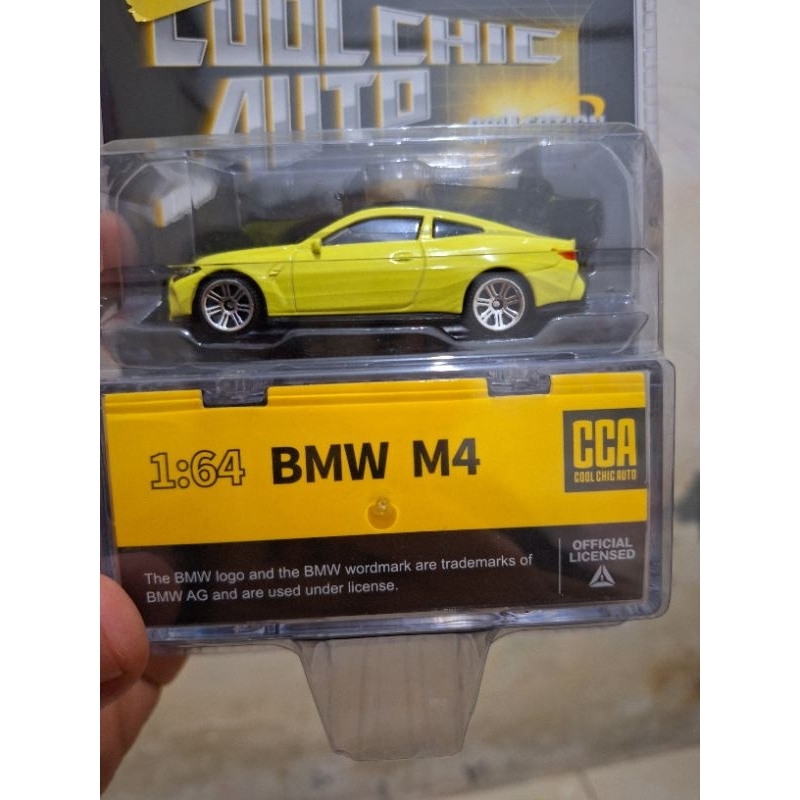 COOL CHIC
AUTO
1:64 BMW M4
CCA
COOL CHIC AUTO
The BMW logo and the BMW wordmark are trademarks of
BMW AG and are used under license.
OFFICIAL
LICENSED